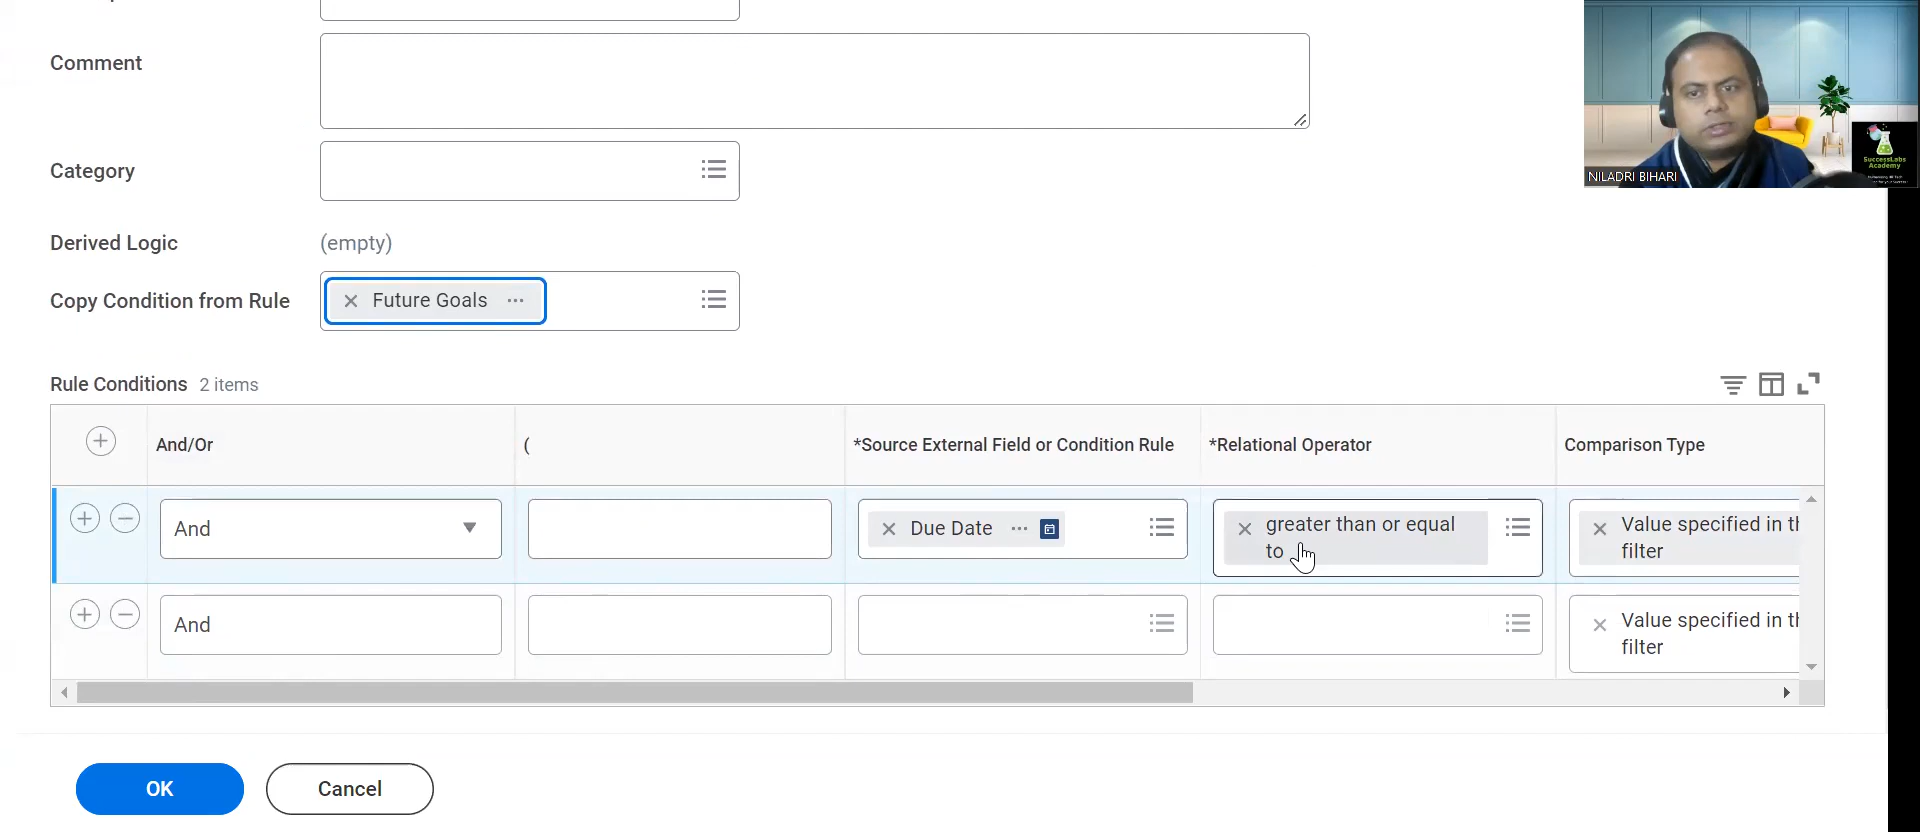 Comment
Category
Derived Logic
(empty)
Copy Condition from Rule
Future Goals
Rule Conditions 2 items
And/Or
(
*Source External Field or Condition Rule
*Relational Operator
Comparison Type
And
Due Date
greater than or equal
to
Value specified in th
filter
And
Value specified in th
filter
OK
Cancel
NILADRI BIHARI
SuccessLabs
Academy